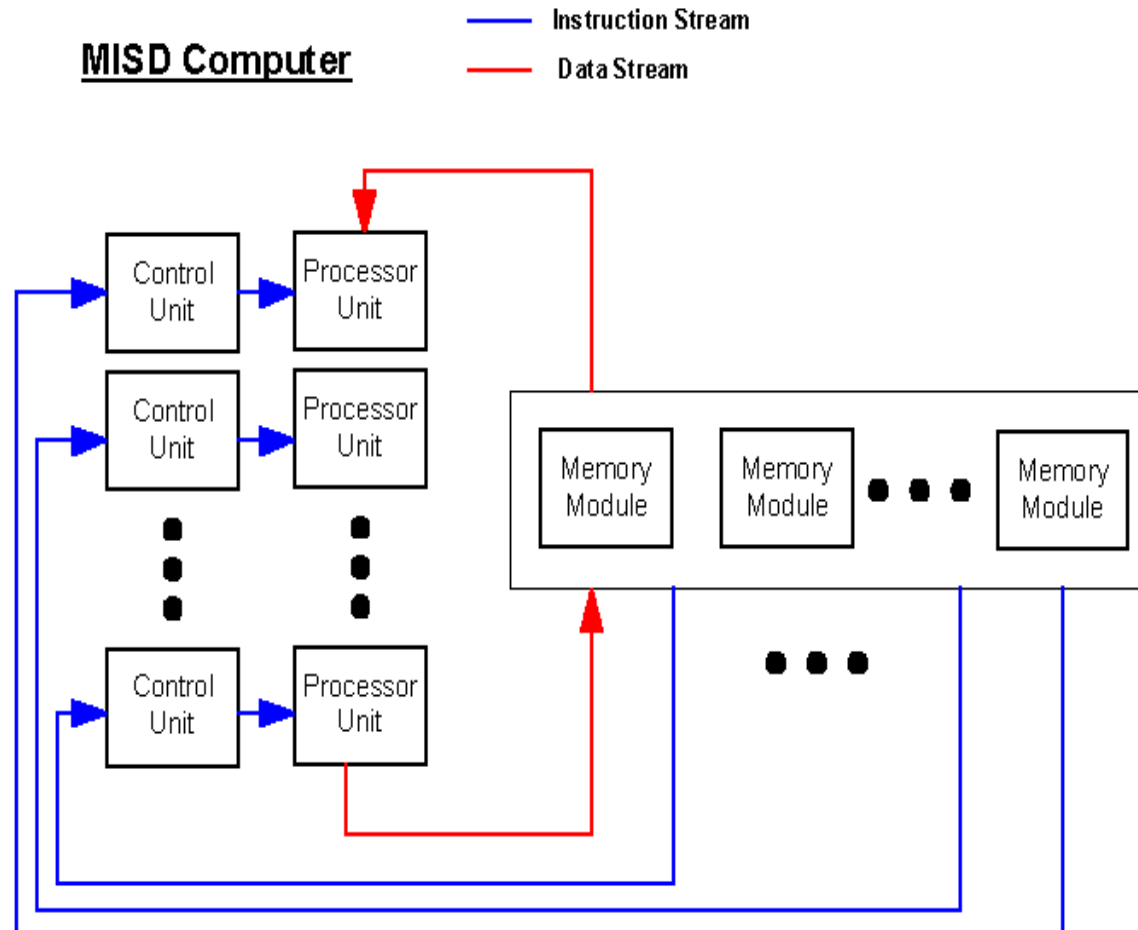 Instruction Stream
MISD Computer
Data Stream
Control
Unit
Processor
Unit
Control
Unit
Processor
Unit
Memory
Module
Memory
Module
Memory
Module
Control
Unit
Processor
Unit